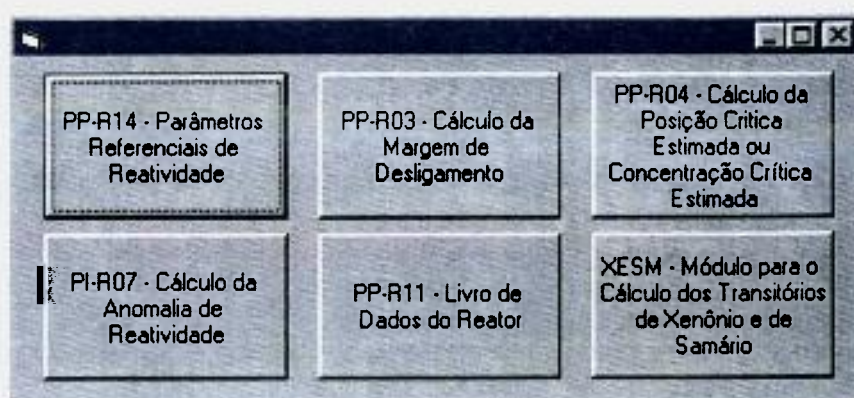 PP-R14 - Parâmetros
Referenciais de
Reatividade
PP-R03 - Cálculo da
Margem de
Desligamento
PP-R04 - Cálculo da
Posição Critica
Estimada ou
Concentração Crítica
Estimada
PI-R07 - Cálculo da
Anomalia de
Reatividade
PP-R11 - Livro de
Dados do Reator
XESM - Módulo para o
Cálculo dos Transitórios
de Xenônio e de
Samário